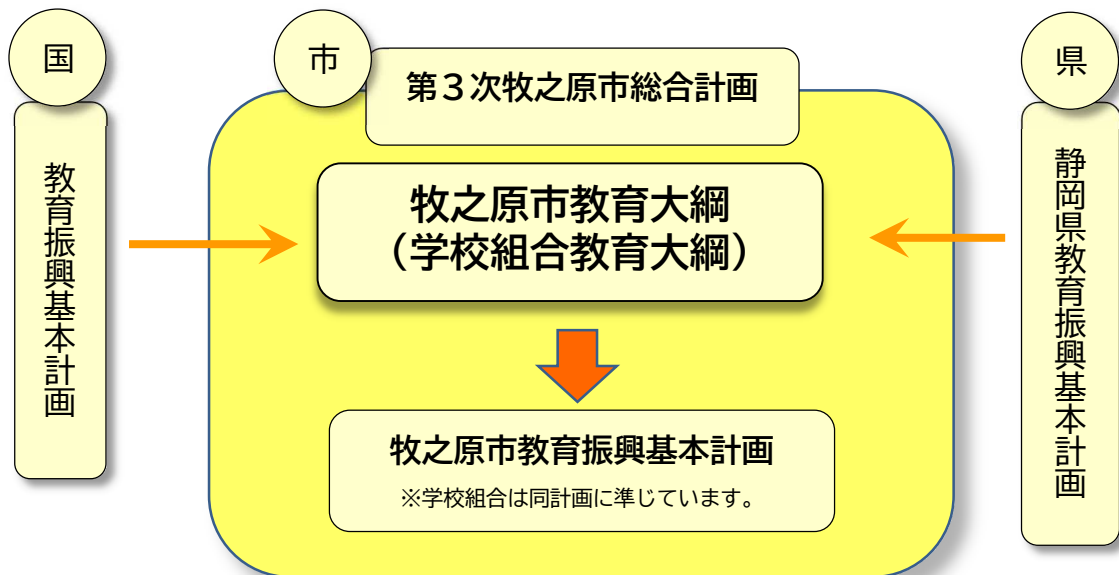 国
教育振興基本計画
市
第３次牧之原市総合計画
牧之原市教育大綱
（学校組合教育大綱）
牧之原市教育振興基本計画
※学校組合は同計画に準じています。
県
静岡県教育振興基本計画